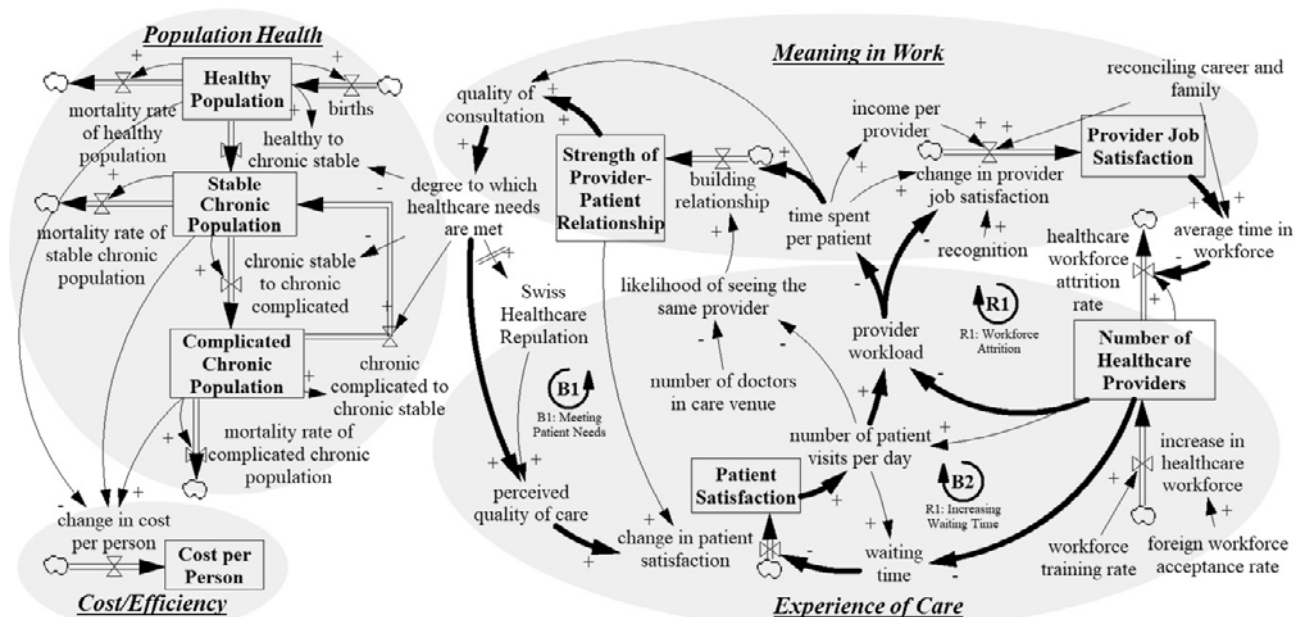 Population Health
Healthy
Population
mortality rate
of healthy
population
births
healthy to
chronic stable
Stable
Chronic
Population
mortality rate of
stable chronic
population
chronic stable
to chronic
complicated
Complicated
Chronic
Population
chronic
complicated to
chronic stable
mortality rate of
complicated chronic
population
change in cost
per person
Cost per
Person
Cost/Efficiency
Meaning in Work
quality of
consultation
degree to which
healthcare needs
are met
Strength of
Provider-
Patient
Relationship
building
relationship
time spent
per patient
income per
provider
reconciling career and
family
Provider Job
Satisfaction
change in provider
job satisfaction
recognition
average time in
workforce
healthcare
workforce
attrition
rate
Swiss
Healthcare
Reputation
likelihood of seeing the
same provider
number of doctors
in care venue
provider
workload
R1
R1: Workforce
Attrition
Number of
Healthcare
Providers
B1
B1: Meeting
Patient Needs
number of patient
visits per day
B2
R1: Increasing
Waiting Time
Patient
Satisfaction
perceived
quality of care
change in patient
satisfaction
waiting
time
increase in
healthcare
workforce
workforce
training rate
foreign workforce
acceptance rate
Experience of Care